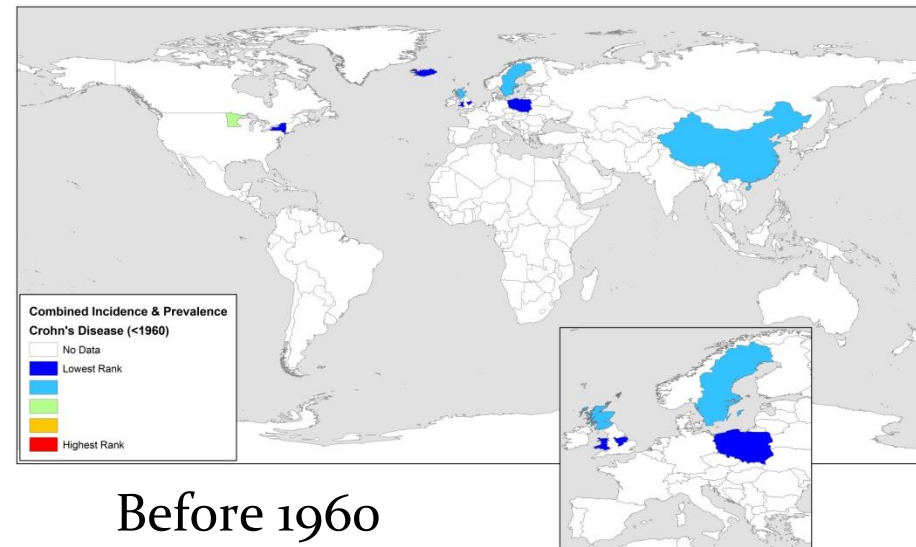 Combined Incidence & Prevalence
Crohn's Disease (<1960)
No Data
Lowest Rank
Highest Rank
Before 1960